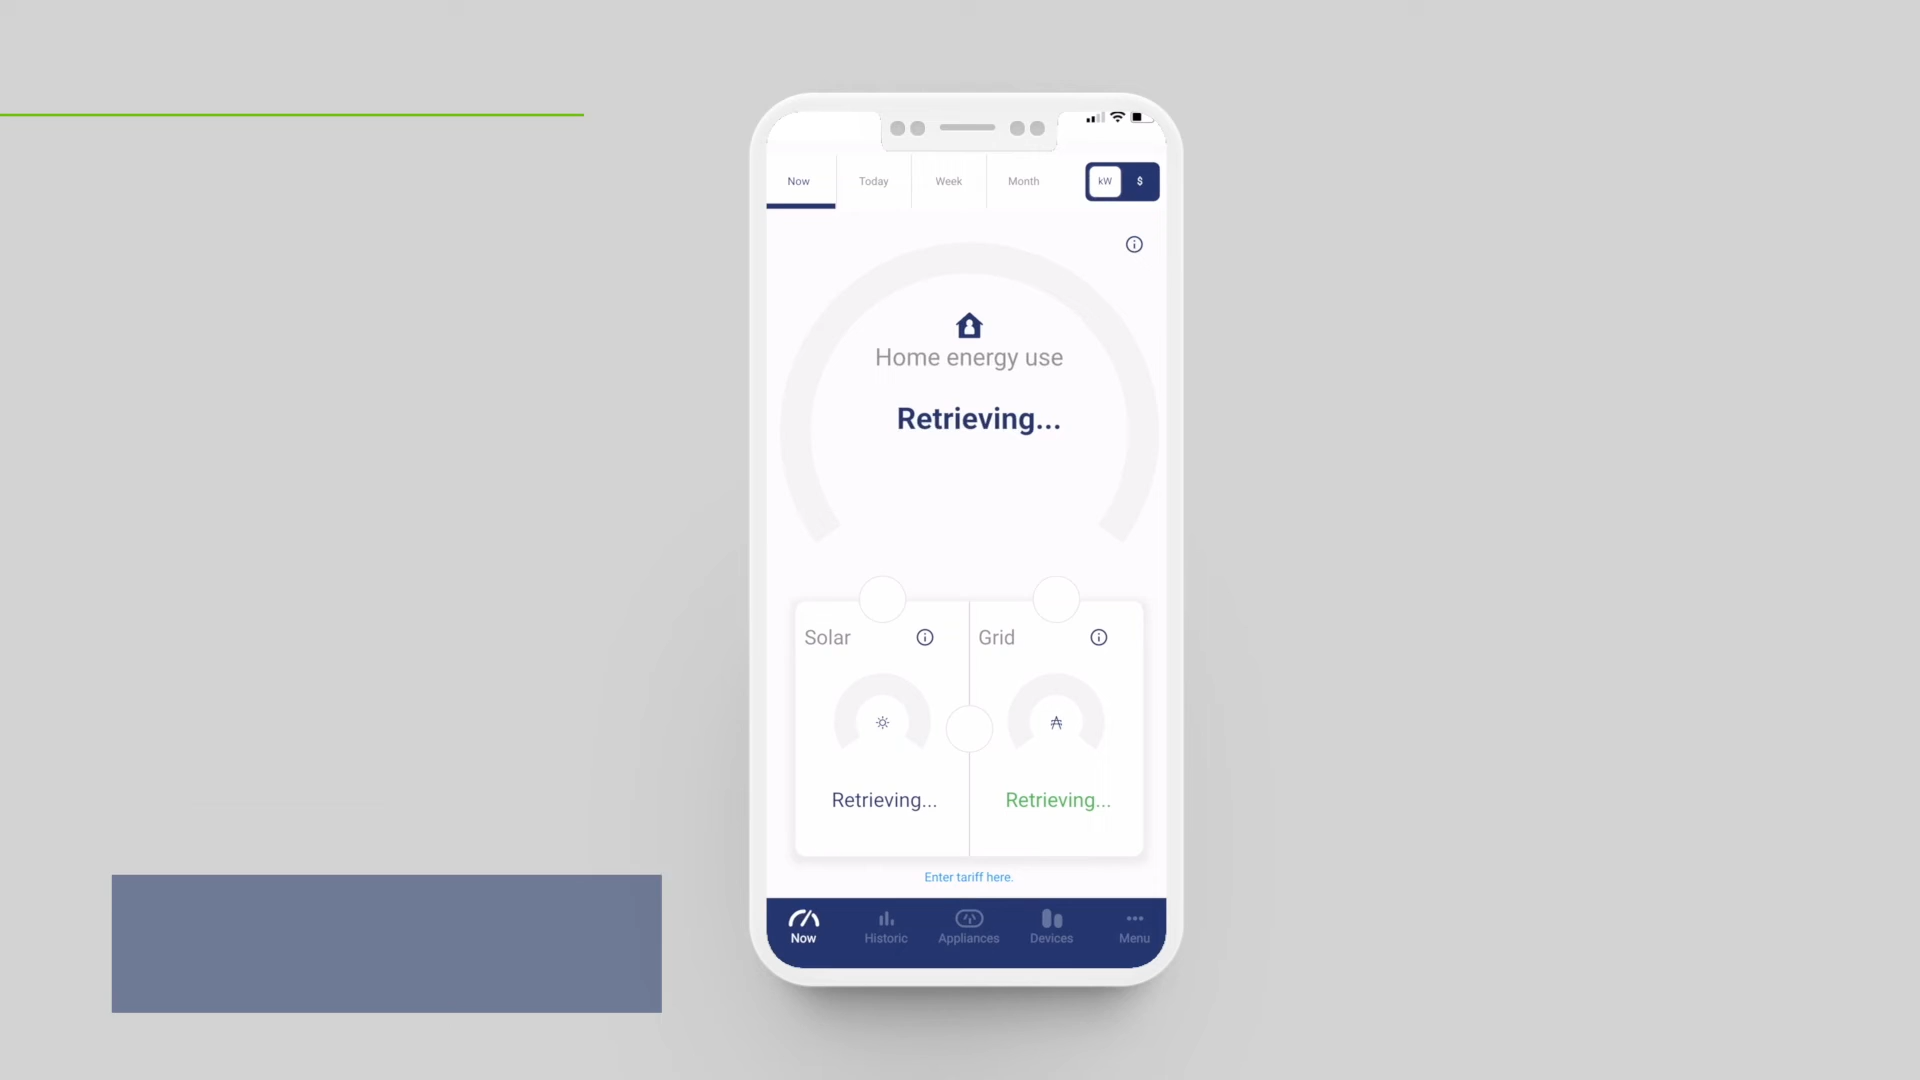 Now
Today
Week
Month
kW
$
Home energy use
Retrieving...
Solar
Grid
Retrieving...
Retrieving...
Enter tariff here.
Now
Historic
Appliances
Devices
Menu